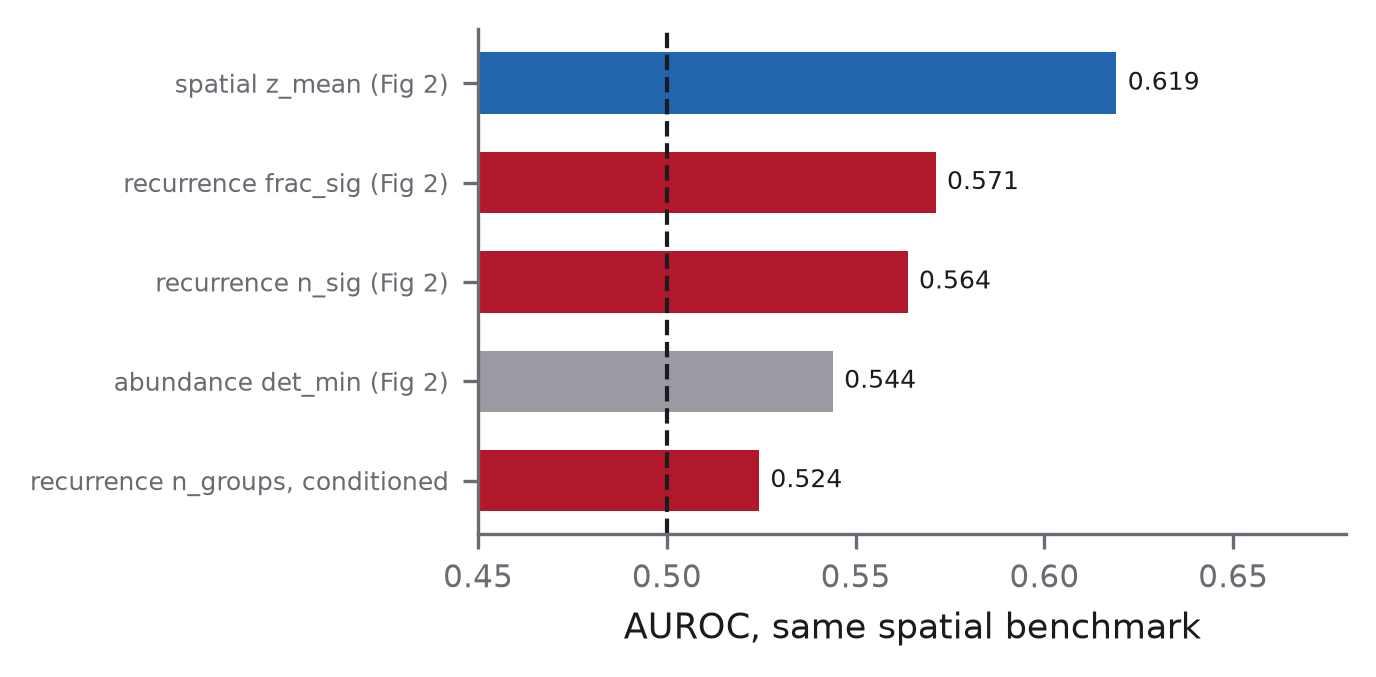 spatial z_mean (Fig 2)
0.619
recurrence frac_sig (Fig 2)
0.571
recurrence n_sig (Fig 2)
0.564
abundance det_min (Fig 2)
0.544
recurrence n_groups, conditioned
0.524
0.45 0.50 0.55 0.60 0.65
AUROC, same spatial benchmark